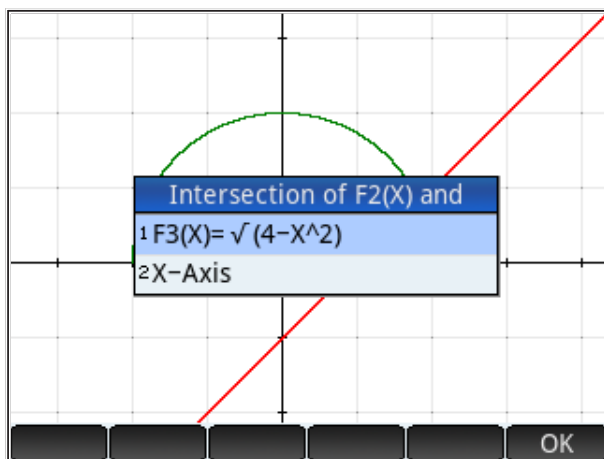 Intersection of F2(X) and
1 F3(X)= √(4−X^2)
2 X−Axis
OK